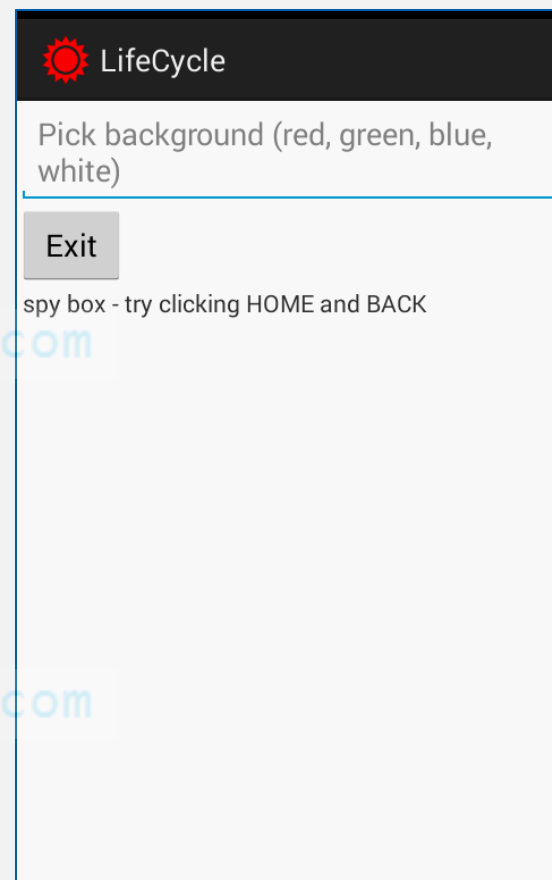 LifeCycle
Pick background (red, green, blue,
white)
Exit
spy box - try clicking HOME and BACK
com
com